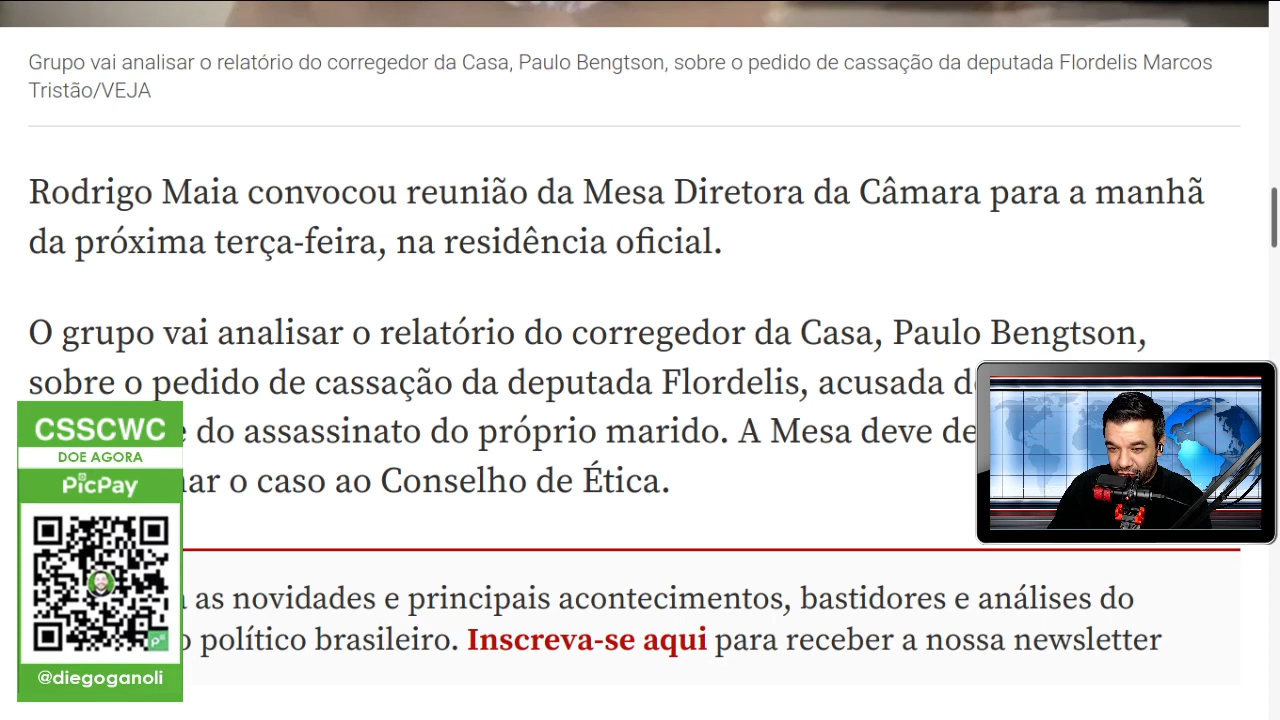 Grupo vai analisar o relatório do corregedor da Casa, Paulo Bengtson, sobre o pedido de cassação da deputada Flordelis Marcos
Tristão/VEJA
Rodrigo Maia convocou reunião da Mesa Diretora da Câmara para a manhã
da próxima terça-feira, na residência oficial.
O grupo vai analisar o relatório do corregedor da Casa, Paulo Bengtson,
sobre o pedido de cassação da deputada Flordelis, acusada
do assassinato do próprio marido. A Mesa deve
o caso ao Conselho de Ética.
as novidades e principais acontecimentos, bastidores e análises do
político brasileiro. Inscreva-se aqui para receber a nossa newsletter
CSSCWC
DOE AGORA
PicPay
@diegoganoli